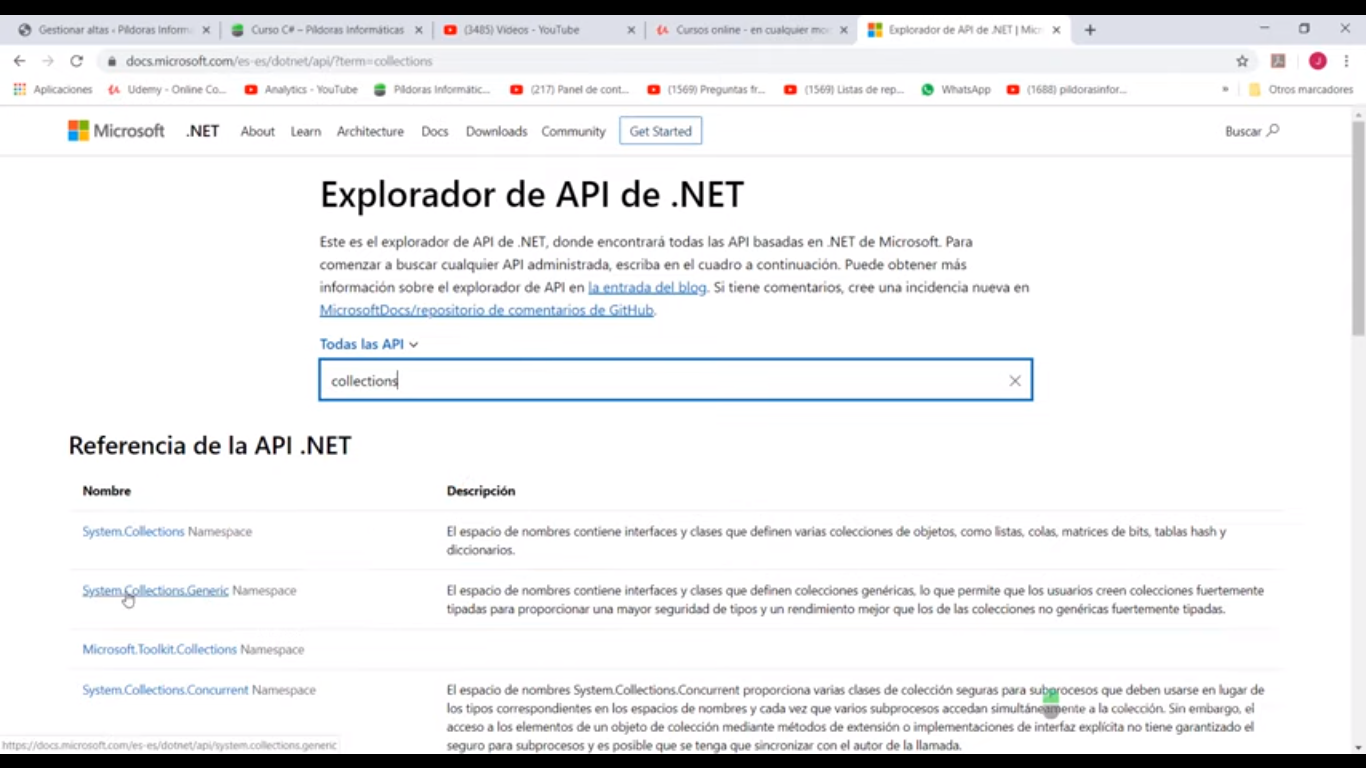 Gestionar altas ‹ Píldoras Inform
Curso C# – Píldoras Informáticas
(3485) Vídeos - YouTube
Cursos online - en cualquier mo
Explorador de API de .NET | Micr
docs.microsoft.com/es-es/dotnet/api/?term=collections
Aplicaciones
Udemy - Online Co...
Analytics - YouTube
Píldoras Informátic...
(217) Panel de cont...
(1569) Preguntas fr...
(1569) Listas de rep...
WhatsApp
(1688) pildorasinfor...
»
Otros marcadores
Microsoft
.NET
About
Learn
Architecture
Docs
Downloads
Community
Get Started
Buscar
Explorador de API de .NET
Este es el explorador de API de .NET, donde encontrará todas las API basadas en .NET de Microsoft. Para
comenzar a buscar cualquier API administrada, escriba en el cuadro a continuación. Puede obtener más
información sobre el explorador de API en la entrada del blog. Si tiene comentarios, cree una incidencia nueva en
MicrosoftDocs/repositorio de comentarios de GitHub.
Todas las API
collections
Referencia de la API .NET
Nombre
Descripción
System.Collections Namespace
El espacio de nombres contiene interfaces y clases que definen varias colecciones de objetos, como listas, colas, matrices de bits, tablas hash y
diccionarios.
System.Collections.Generic Namespace
El espacio de nombres contiene interfaces y clases que definen colecciones genéricas, lo que permite que los usuarios creen colecciones fuertemente
tipadas para proporcionar una mayor seguridad de tipos y un rendimiento mejor que los de las colecciones no genéricas fuertemente tipadas.
Microsoft.Toolkit.Collections Namespace
System.Collections.Concurrent Namespace
El espacio de nombres System.Collections.Concurrent proporciona varias clases de colección seguras para subprocesos que deben usarse en lugar de
los tipos correspondientes en los espacios de nombres y cada vez que varios subprocesos accedan simultáneamente a la colección. Sin embargo, el
acceso a los elementos de un objeto de colección mediante métodos de extensión o implementaciones de interfaz explícita no tiene garantizado el
seguro para subprocesos y es posible que se tenga que sincronizar con el autor de la llamada.
https://docs.microsoft.com/es-es/dotnet/api/system.collections.generic